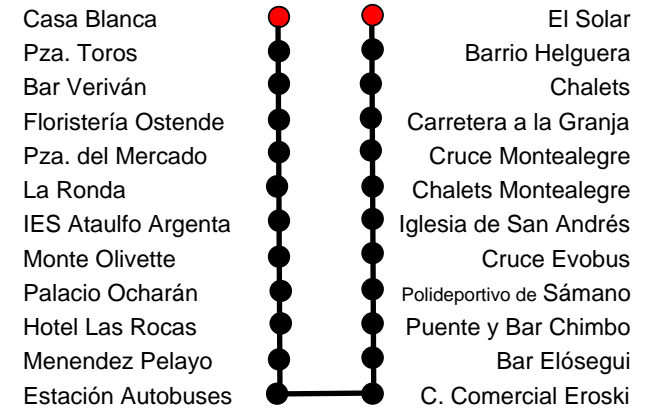 Casa Blanca
Pza. Toros
Bar Veriván
Floristería Ostende
Pza. del Mercado
La Ronda
IES Ataulfo Argenta
Monte Olivette
Palacio Ocharán
Hotel Las Rocas
Menendez Pelayo
Estación Autobuses
El Solar
Barrio Helguera
Chalets
Carretera a la Granja
Cruce Montealegre
Chalets Montealegre
Iglesia de San Andrés
Cruce Evobus
Polideportivo de Sámano
Puente y Bar Chimbo
Bar Elósegui
C. Comercial Eroski